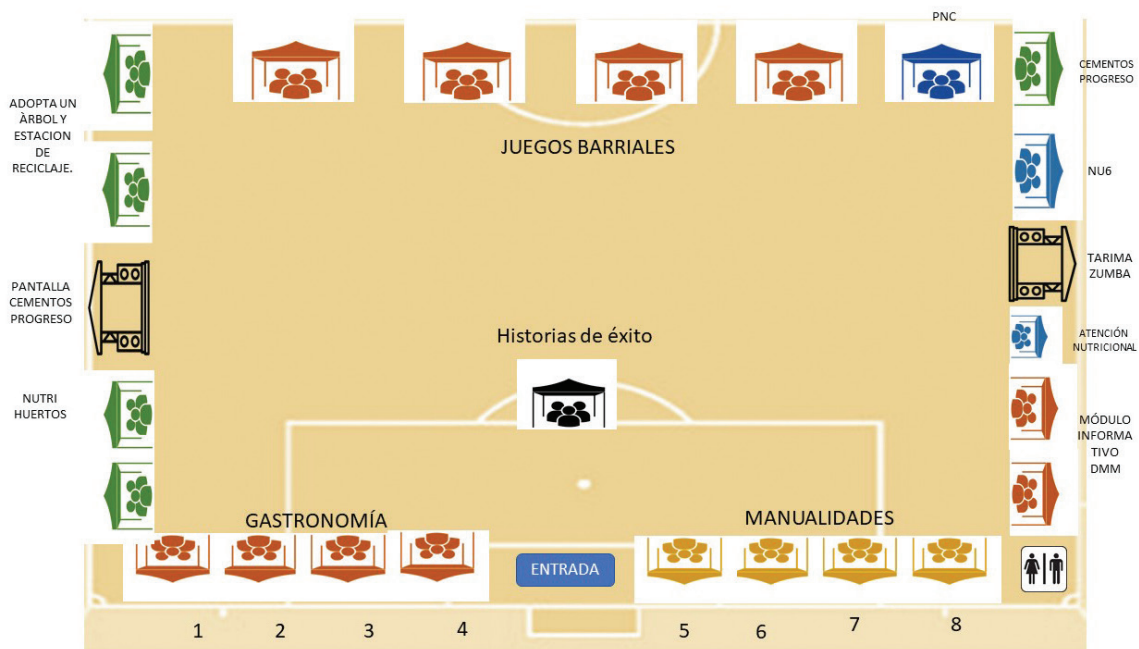 PNC
CEMENTOS
PROGRESO
ADOPTA UN
ÀRBOL Y
ESTACION
DE
RECICLAJE.
JUEGOS BARRIALES
NU6
PANTALLA
CEMENTOS
PROGRESO
TARIMA
ZUMBA
Historias de éxito
ATENCIÓN
NUTRICIONAL
NUTRI
HUERTOS
MÓDULO
INFORMA
TIVO
DMM
GASTRONOMÍA
MANUALIDADES
ENTRADA
1 2 3 4 5 6 7 8